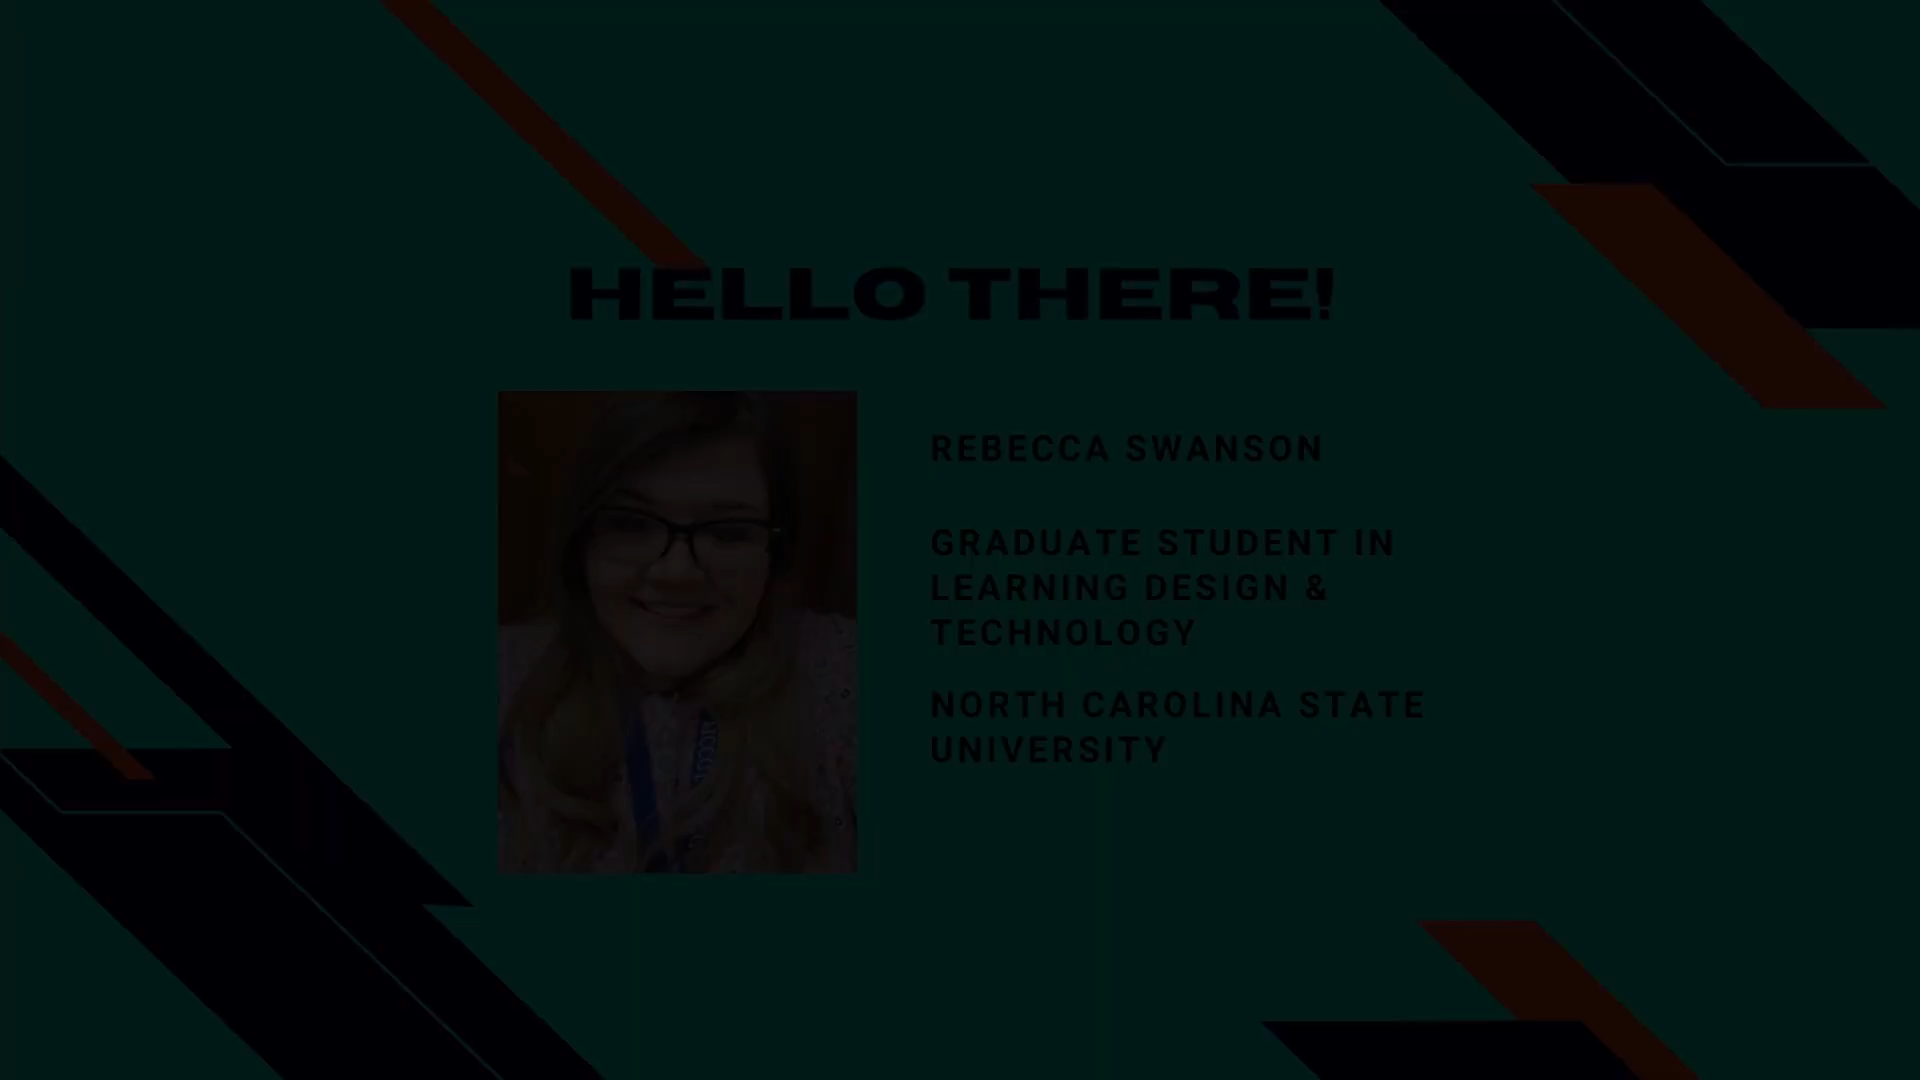 HELLO THERE!
REBECCA SWANSON
GRADUATE STUDENT IN
LEARNING DESIGN &
TECHNOLOGY
NORTH CAROLINA STATE
UNIVERSITY